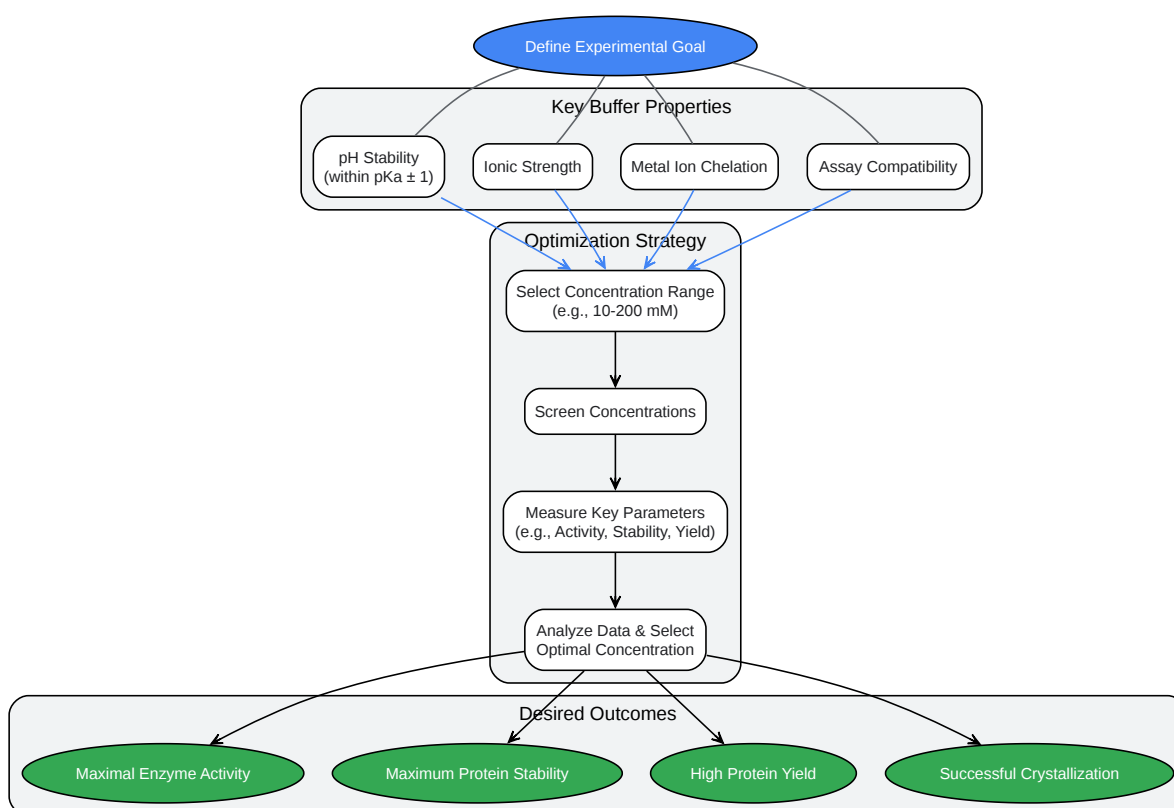 Define Experimental Goal
Key Buffer Properties
pH Stability
(within pKa ± 1)
Ionic Strength
Metal Ion Chelation
Assay Compatibility
Optimization Strategy
Select Concentration Range
(e.g., 10-200 mM)
Screen Concentrations
Measure Key Parameters
(e.g., Activity, Stability, Yield)
Analyze Data & Select
Optimal Concentration
Desired Outcomes
Maximal Enzyme Activity
Maximum Protein Stability
High Protein Yield
Successful Crystallization